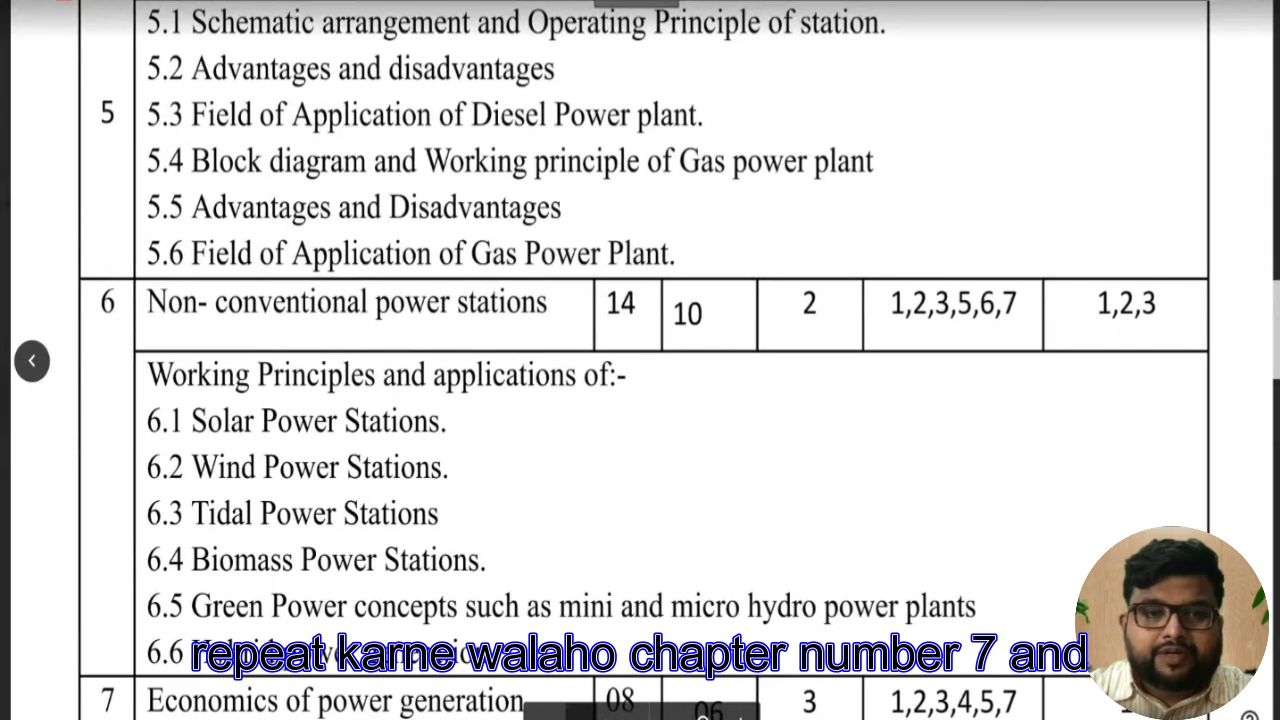 5.1 Schematic arrangement and Operating Principle of station.
5.2 Advantages and disadvantages
5 5.3 Field of Application of Diesel Power plant.
5.4 Block diagram and Working principle of Gas power plant
5.5 Advantages and Disadvantages
5.6 Field of Application of Gas Power Plant.
6 Non- conventional power stations 14 10 2 1,2,3,5,6,7 1,2,3
Working Principles and applications of:-
6.1 Solar Power Stations.
6.2 Wind Power Stations.
6.3 Tidal Power Stations
6.4 Biomass Power Stations.
6.5 Green Power concepts such as mini and micro hydro power plants
6.6
repeat karne walaho chapter number 7 and
7 Economics of power generation 08 06 3 1,2,3,4,5,7